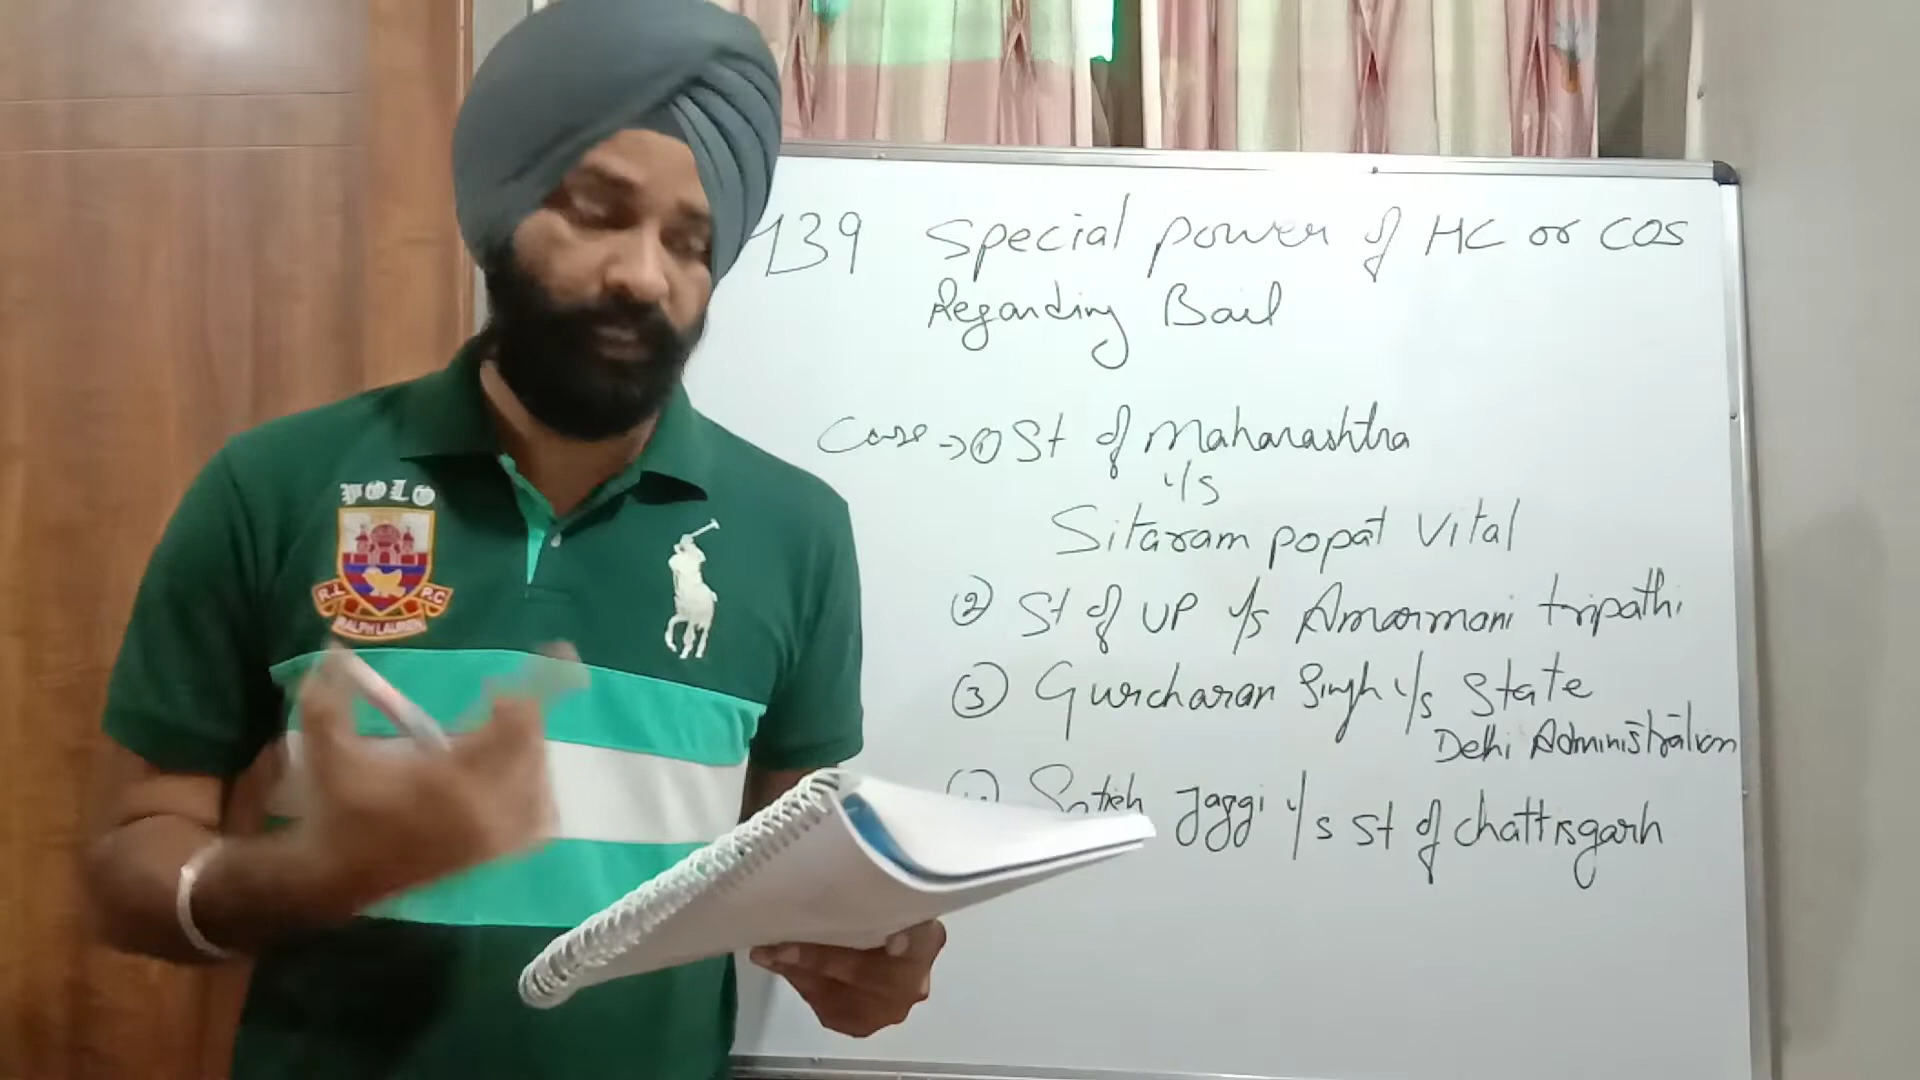 439 Special power of HC or COS
Regarding Bail
Case → ① St of Maharashtra
v/s
Sitaram popat Vital
② St of UP v/s Amarmani tripathi
③ Gurcharan Singh v/s State
Delhi Administration
Jaggi v/s St of Chattisgarh
POLO
R.L. P.C
RALPH LAUREN